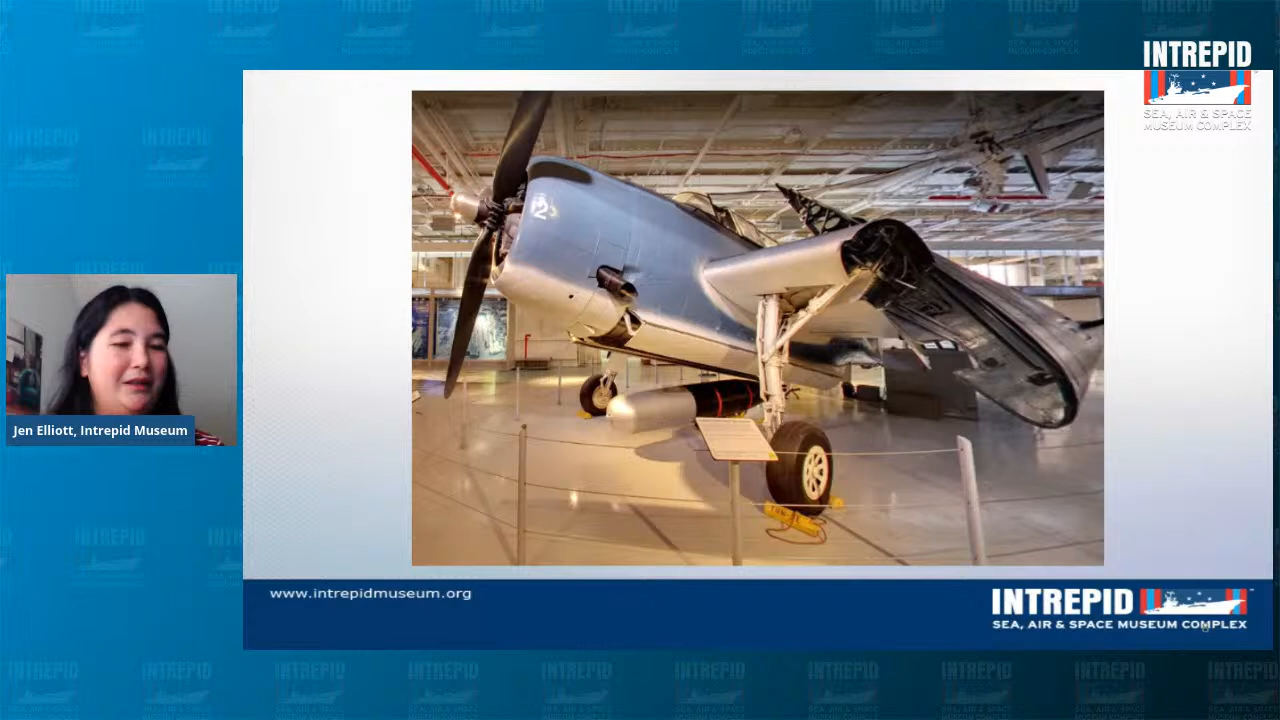 INTREPID
SEA, AIR & SPACE
MUSEUM COMPLEX
Jen Elliott, Intrepid Museum
www.intrepidmuseum.org
INTREPID
SEA, AIR & SPACE MUSEUM COMPLEX